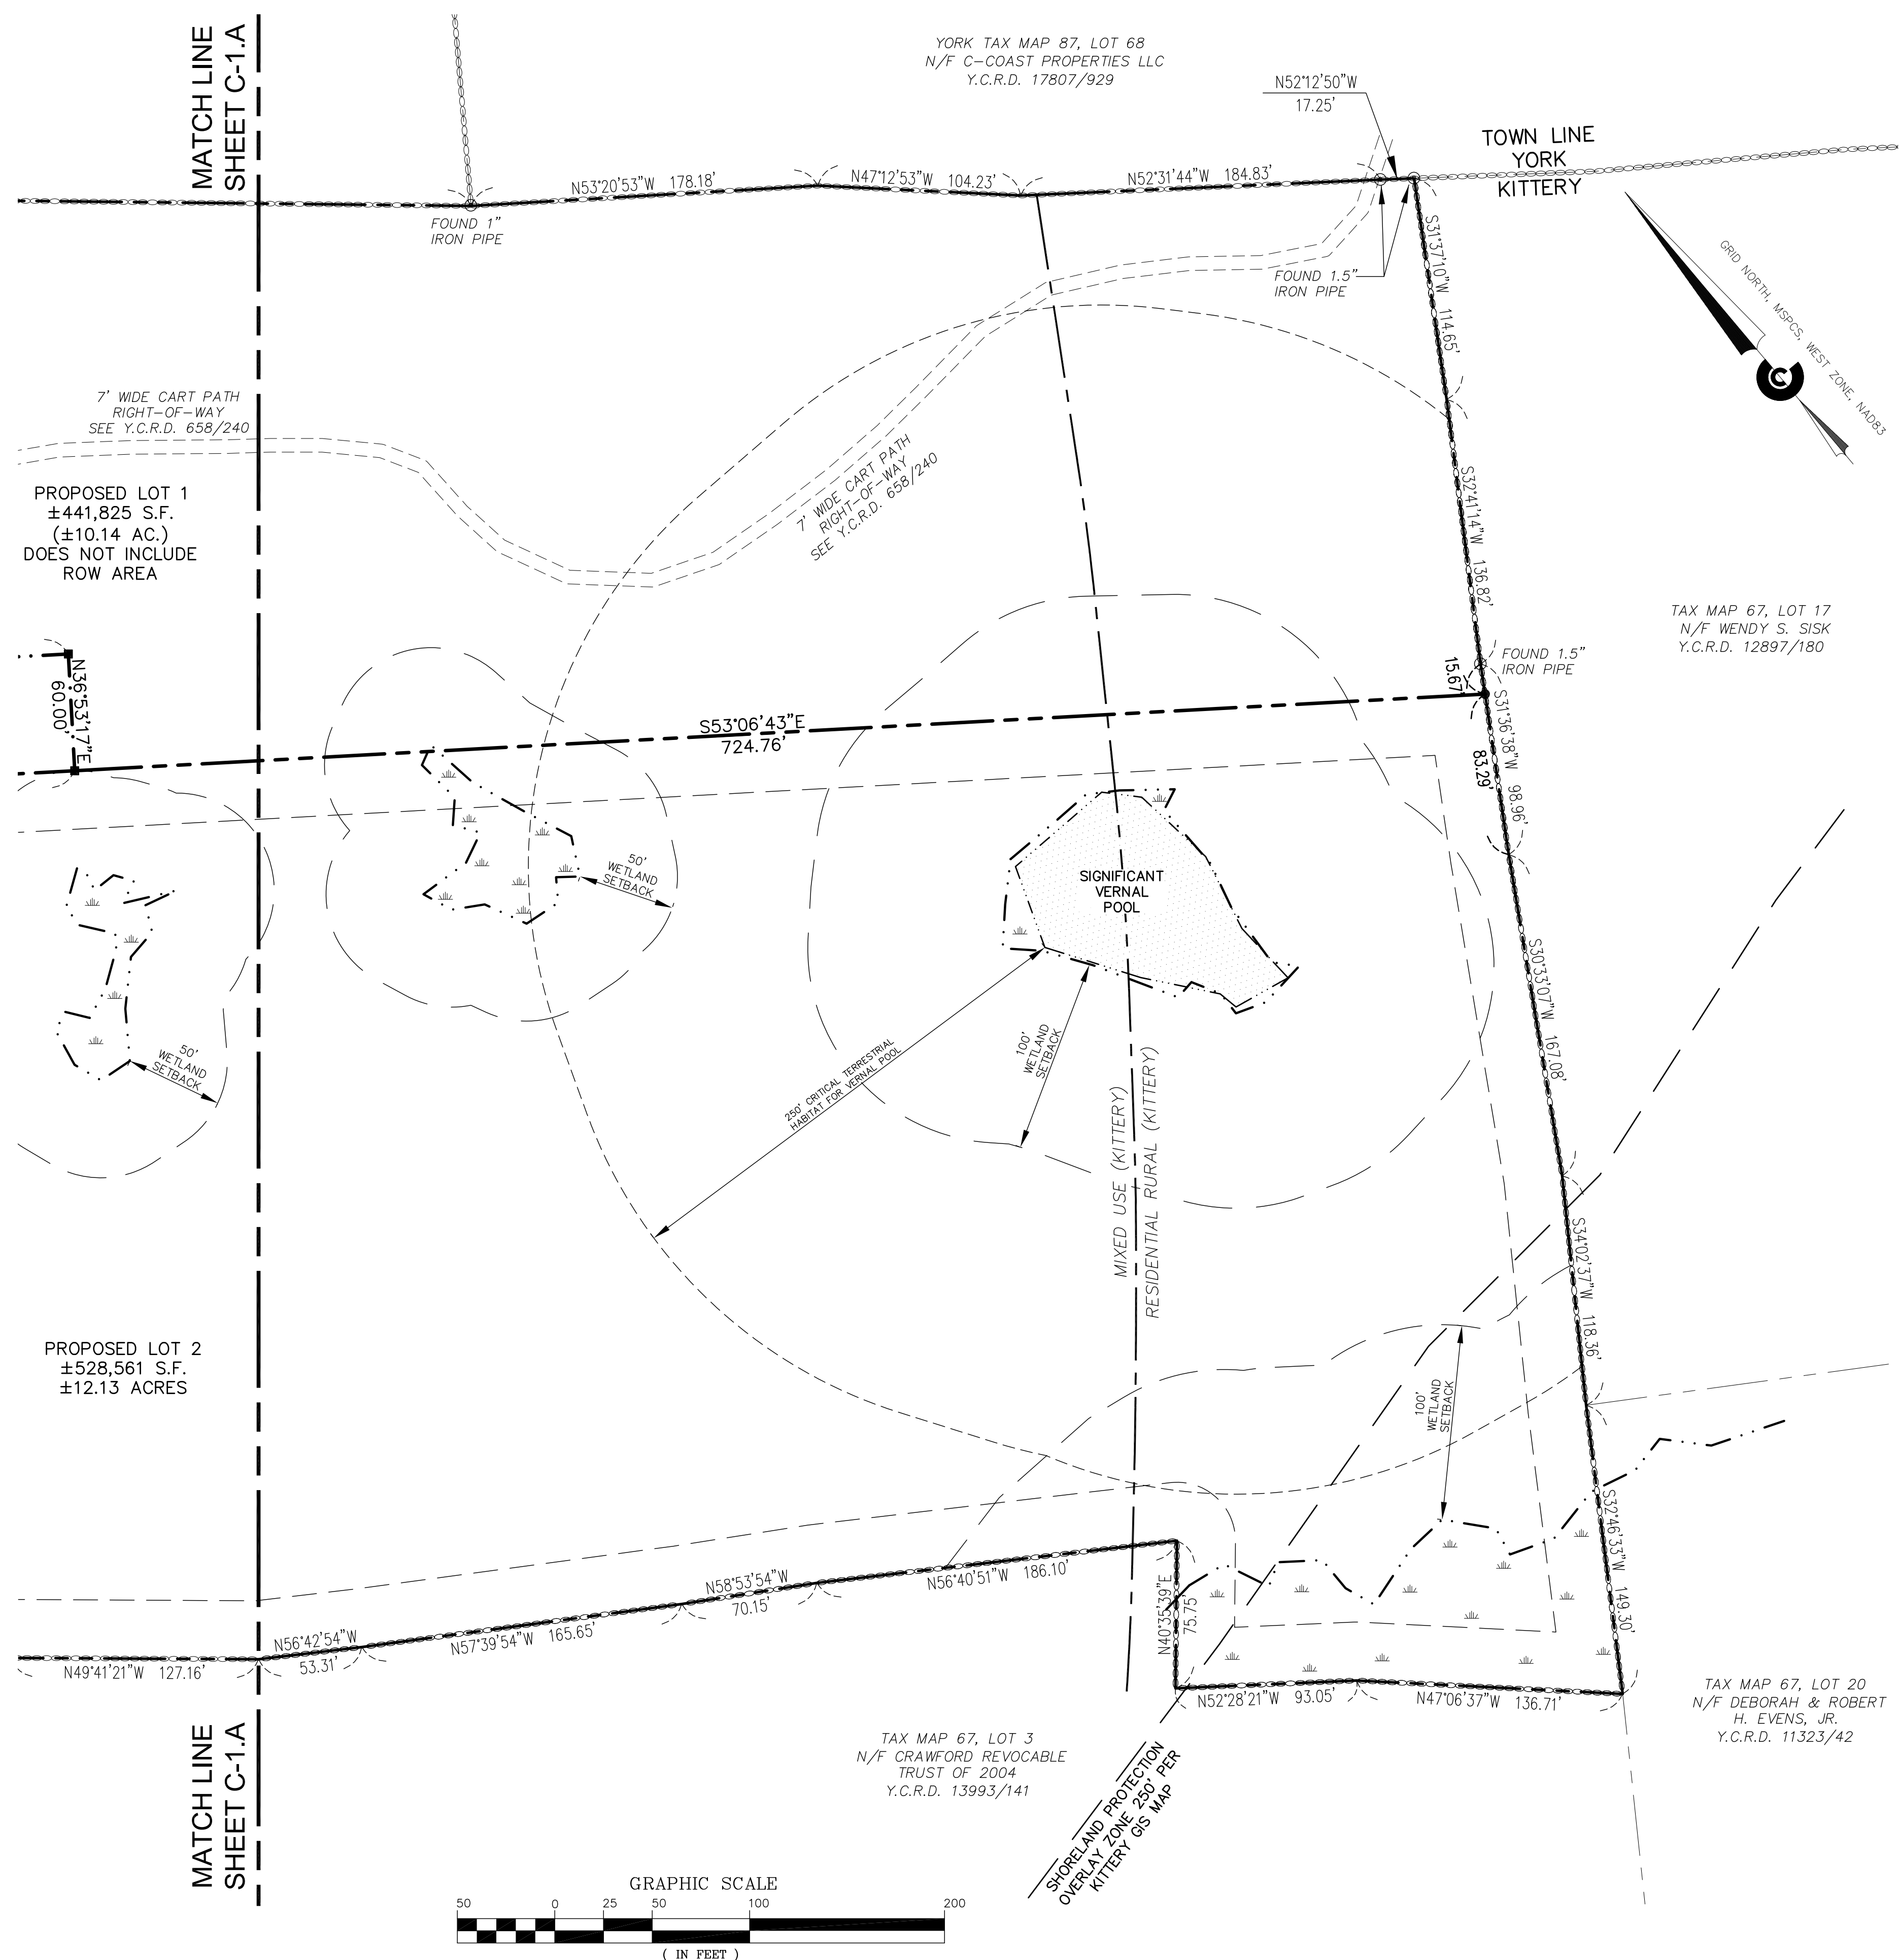 MATCH LINE
SHEET C-1.A
YORK TAX MAP 87, LOT 68
N/F C-COAST PROPERTIES LLC
Y.C.R.D. 17807/929
N52°12'50"W
17.25'
TOWN LINE
YORK
KITTERY
N53°20'53"W 178.18'
N47°12'53"W 104.23'
N52°31'44"W 184.83'
FOUND 1"
IRON PIPE
FOUND 1.5"
IRON PIPE
S31°37'10"W 114.65'
GRID NORTH, MSPCS, WEST ZONE, NAD83
7' WIDE CART PATH
RIGHT-OF-WAY
SEE Y.C.R.D. 658/240
7' WIDE CART PATH
RIGHT-OF-WAY
SEE Y.C.R.D. 658/240
PROPOSED LOT 1
±441,825 S.F.
(±10.14 AC.)
DOES NOT INCLUDE
ROW AREA
S32°41'14"W 136.82'
TAX MAP 67, LOT 17
N/F WENDY S. SISK
Y.C.R.D. 12897/180
FOUND 1.5"
IRON PIPE
15.67'
N36°53'17"E
60.00'
S53°06'43"E
724.76'
S31°36'38"W 98.96'
83.29'
50'
WETLAND
SETBACK
SIGNIFICANT
VERNAL
POOL
S30°33'07"W 167.08'
50'
WETLAND
SETBACK
100'
WETLAND
SETBACK
250' CRITICAL TERRESTRIAL
HABITAT FOR VERNAL POOL
MIXED USE (KITTERY)
RESIDENTIAL RURAL (KITTERY)
S34°02'37"W 118.36'
PROPOSED LOT 2
±528,561 S.F.
±12.13 ACRES
100'
WETLAND
SETBACK
S32°46'33"W 149.30'
N58°53'54"W
70.15'
N56°40'51"W 186.10'
N56°42'54"W
53.31'
N57°39'54"W 165.65'
N49°41'21"W 127.16'
N40°35'39"E
75.75'
N52°28'21"W 93.05'
N47°06'37"W 136.71'
TAX MAP 67, LOT 20
N/F DEBORAH & ROBERT
H. EVENS, JR.
Y.C.R.D. 11323/42
TAX MAP 67, LOT 3
N/F CRAWFORD REVOCABLE
TRUST OF 2004
Y.C.R.D. 13993/141
SHORELAND PROTECTION
OVERLAY ZONE 250' PER
KITTERY GIS MAP
MATCH LINE
SHEET C-1.A
GRAPHIC SCALE
50 0 25 50 100 200
( IN FEET )